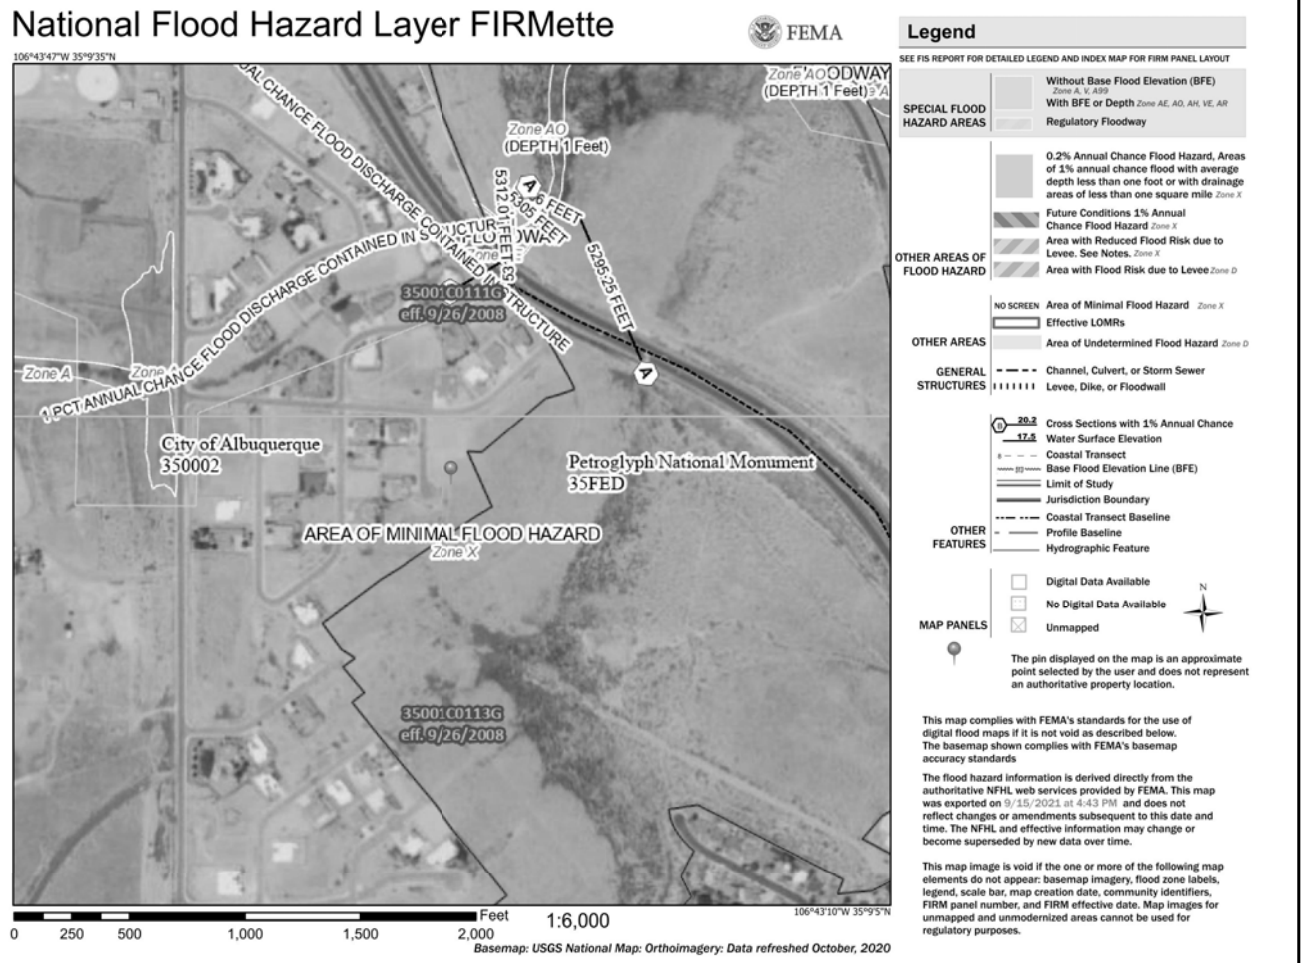 National Flood Hazard Layer FIRMette
FEMA
106°43'47"W 35°9'35"N
1 PCT ANNUAL CHANCE FLOOD DISCHARGE CONTAINED IN
UAL CHANCE FLOOD DISCHARGE CONTAINED IN STRUCTURE
Zone AO
(DEPTH 1 Feet)
Zone AO
(DEPTH 1 Feet)
A
5305 FEET
5295.25 FEET
A
35001C0111G
eff. 9/26/2008
Zone A
City of Albuquerque
350002
Petroglyph National Monument
35FED
AREA OF MINIMAL FLOOD HAZARD
Zone X
35001C0113G
eff. 9/26/2008
Feet
0 250 500 1,000 1,500 2,000
1:6,000
106°43'10"W 35°9'5"N
Basemap: USGS National Map: Orthoimagery: Data refreshed October, 2020
Legend
SEE FIS REPORT FOR DETAILED LEGEND AND INDEX MAP FOR FIRM PANEL LAYOUT
SPECIAL FLOOD
HAZARD AREAS
Without Base Flood Elevation (BFE)
Zone A, V, A99
With BFE or Depth Zone AE, AO, AH, VE, AR
Regulatory Floodway
OTHER AREAS OF
FLOOD HAZARD
0.2% Annual Chance Flood Hazard, Areas
of 1% annual chance flood with average
depth less than one foot or with drainage
areas of less than one square mile Zone X
Future Conditions 1% Annual
Chance Flood Hazard Zone X
Area with Reduced Flood Risk due to
Levee. See Notes. Zone X
Area with Flood Risk due to Levee Zone D
OTHER AREAS
NO SCREEN Area of Minimal Flood Hazard Zone X
Effective LOMRs
Area of Undetermined Flood Hazard Zone D
GENERAL
STRUCTURES
Channel, Culvert, or Storm Sewer
Levee, Dike, or Floodwall
OTHER
FEATURES
B 20.2 Cross Sections with 1% Annual Chance
17.5 Water Surface Elevation
Coastal Transect
Base Flood Elevation Line (BFE)
Limit of Study
Jurisdiction Boundary
Coastal Transect Baseline
Profile Baseline
Hydrographic Feature
MAP PANELS
Digital Data Available
No Digital Data Available
Unmapped
N
The pin displayed on the map is an approximate
point selected by the user and does not represent
an authoritative property location.
This map complies with FEMA's standards for the use of
digital flood maps if it is not void as described below.
The basemap shown complies with FEMA's basemap
accuracy standards
The flood hazard information is derived directly from the
authoritative NFHL web services provided by FEMA. This map
was exported on 9/15/2021 at 4:43 PM and does not
reflect changes or amendments subsequent to this date and
time. The NFHL and effective information may change or
become superseded by new data over time.
This map image is void if the one or more of the following map
elements do not appear: basemap imagery, flood zone labels,
legend, scale bar, map creation date, community identifiers,
FIRM panel number, and FIRM effective date. Map images for
unmapped and unmodernized areas cannot be used for
regulatory purposes.